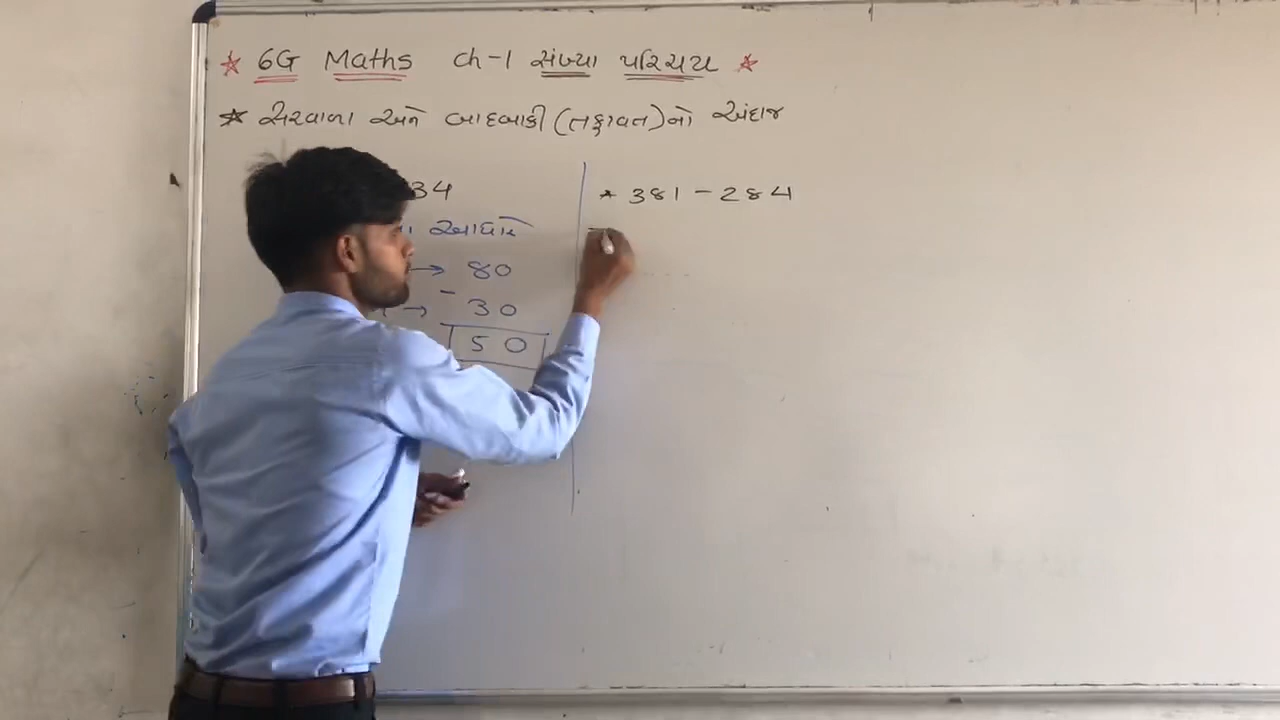 ★ 6G Maths ch-1 સંખ્યા પરિચય ★
★ સરવાળા અને બાદબાકી (તફાવત)નો અંદાજ
34
આધારે
→ 80
→ - 30
50
★ 381 - 284